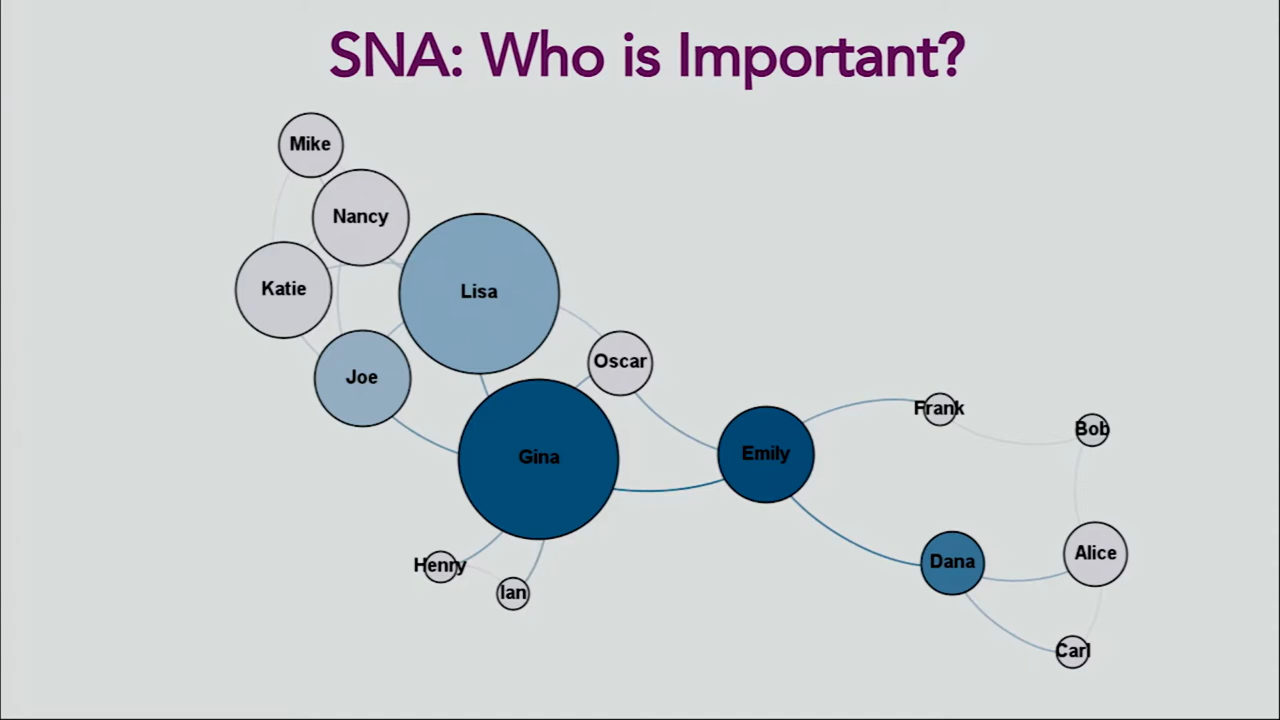 SNA: Who is Important?
Mike
Nancy
Katie
Lisa
Joe
Oscar
Gina
Emily
Frank
Bob
Henry
Ian
Dana
Alice
Carl